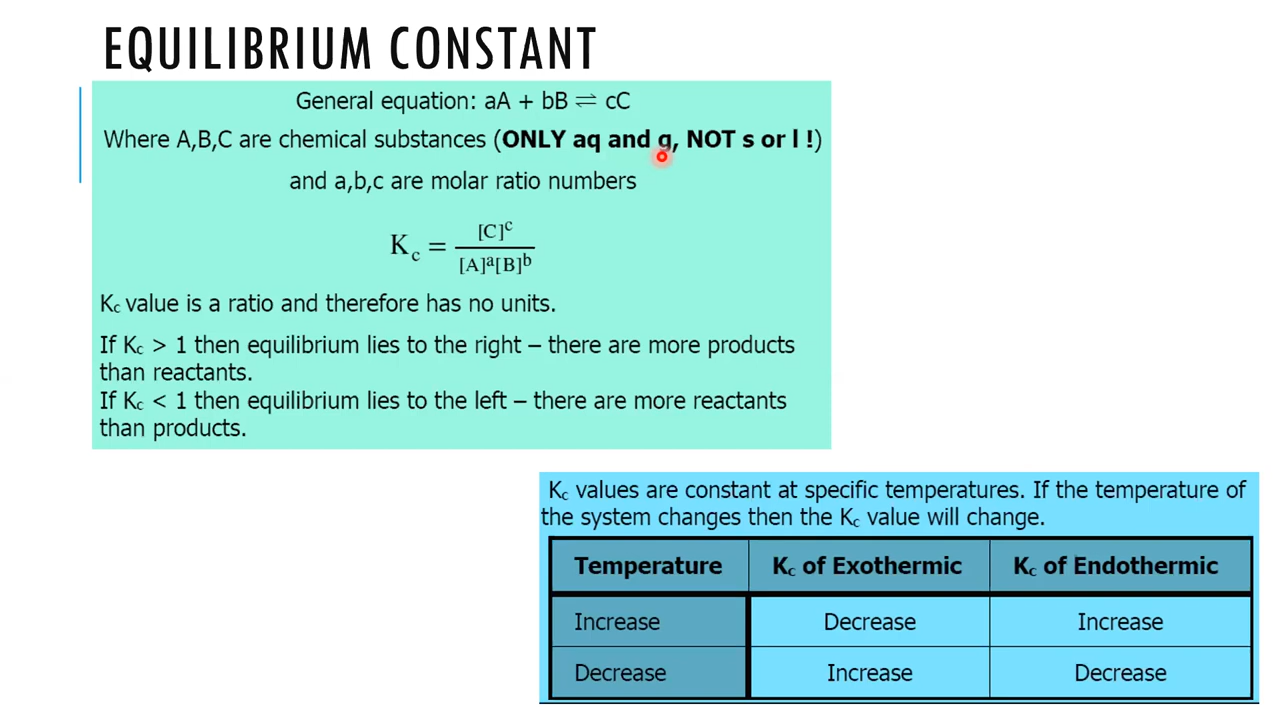 EQUILIBRIUM CONSTANT
General equation: aA + bB ⇌ cC
Where A,B,C are chemical substances (ONLY aq and g, NOT s or l !)
and a,b,c are molar ratio numbers
Kc = [C]^c / [A]^a[B]^b
Kc value is a ratio and therefore has no units.
If Kc > 1 then equilibrium lies to the right – there are more products
than reactants.
If Kc < 1 then equilibrium lies to the left – there are more reactants
than products.
Kc values are constant at specific temperatures. If the temperature of
the system changes then the Kc value will change.
Temperature Kc of Exothermic Kc of Endothermic
Increase Decrease Increase
Decrease Increase Decrease